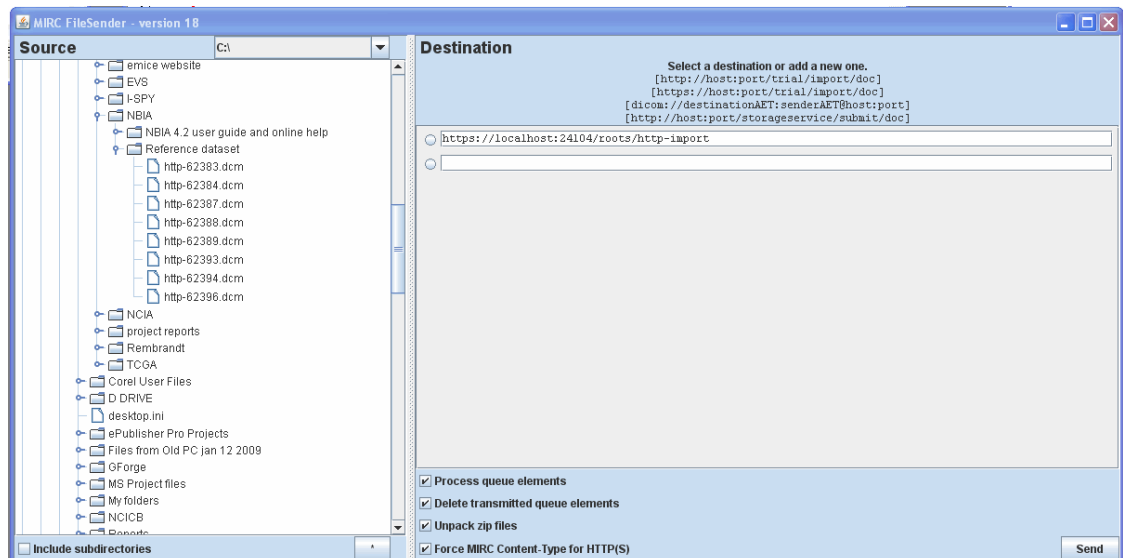 MIRC FileSender - version 18
Source
C:\
emice website
EVS
I-SPY
NBIA
NBIA 4.2 user guide and online help
Reference dataset
http-62383.dcm
http-62384.dcm
http-62387.dcm
http-62388.dcm
http-62389.dcm
http-62393.dcm
http-62394.dcm
http-62396.dcm
NCIA
project reports
Rembrandt
TCGA
Corel User Files
D DRIVE
desktop.ini
ePublisher Pro Projects
Files from Old PC jan 12 2009
GForge
MS Project files
My folders
NCICB
Reports
Include subdirectories
*
Destination
Select a destination or add a new one.
[http://host:port/trial/import/doc]
[https://host:port/trial/import/doc]
[dicom://destinationAET:senderAET@host:port]
[http://host:port/storageservice/submit/doc]
https://localhost:24104/roots/http-import
Process queue elements
Delete transmitted queue elements
Unpack zip files
Force MIRC Content-Type for HTTP(S)
Send